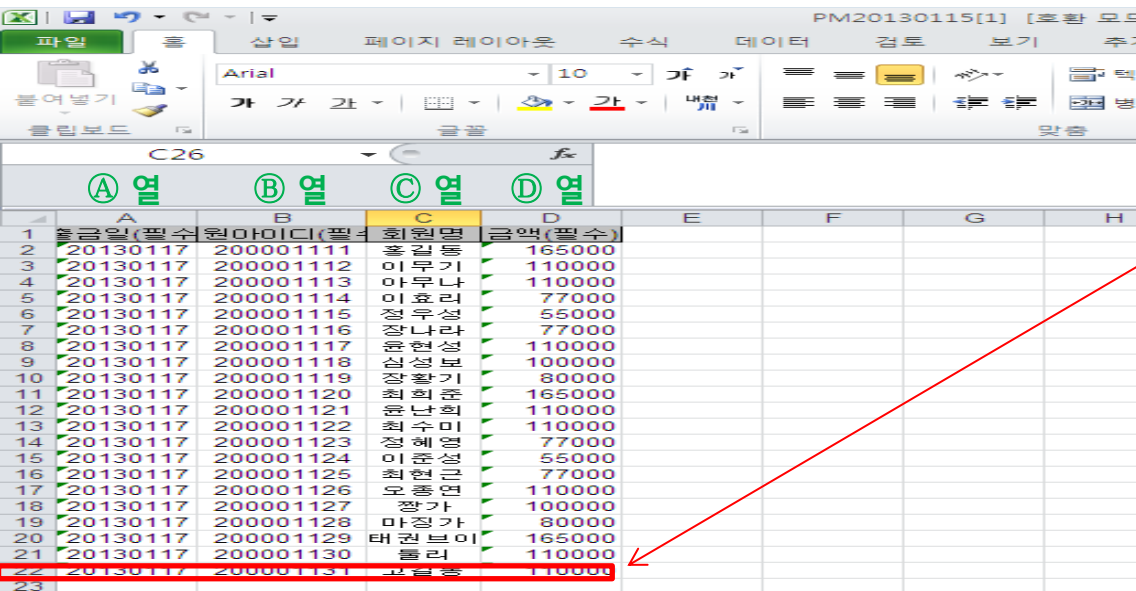 PM20130115[1] [호환 모드
파일 홈 삽입 페이지 레이아웃 수식 데이터 검토 보기 추가
붙여넣기 Arial 10 가 가 가 가 가 가 내천 텍 병
클립보드 글꼴 맞춤
C26 fx
Ⓐ 열 Ⓑ 열 Ⓒ 열 Ⓓ 열
A B C D E F G H
1 출금일(필수 원아이디(필수 회원명 금액(필수)
2 20130117 200001111 홍길동 165000
3 20130117 200001112 이무기 110000
4 20130117 200001113 아무나 110000
5 20130117 200001114 이효리 77000
6 20130117 200001115 정우성 55000
7 20130117 200001116 장나라 77000
8 20130117 200001117 윤현성 110000
9 20130117 200001118 심성보 100000
10 20130117 200001119 장황기 80000
11 20130117 200001120 최희준 165000
12 20130117 200001121 윤난희 110000
13 20130117 200001122 최수미 110000
14 20130117 200001123 정혜영 77000
15 20130117 200001124 이준성 55000
16 20130117 200001125 최현근 77000
17 20130117 200001126 오종연 110000
18 20130117 200001127 짱가 100000
19 20130117 200001128 마징가 80000
20 20130117 200001129 태권브이 165000
21 20130117 200001130 둘리 110000
22 20130117 200001131 고길동 110000
23